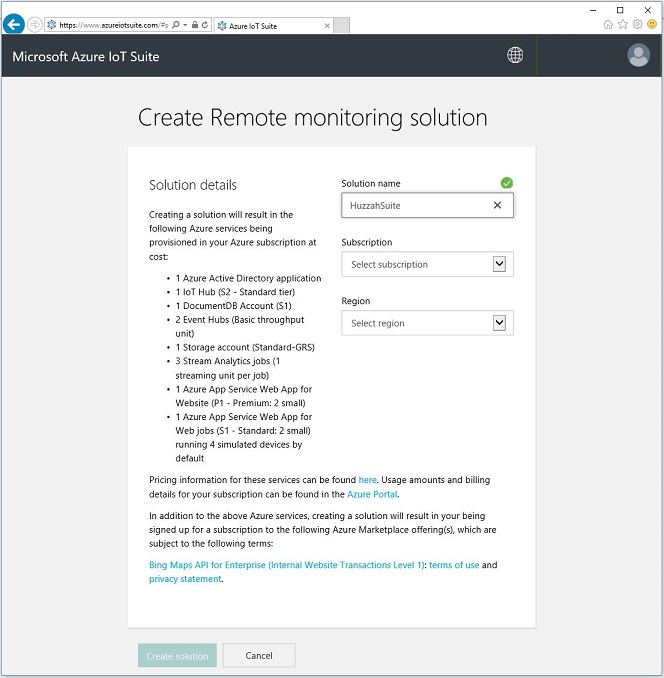 https://www.azureiotsuite.com/#s
Azure IoT Suite
Microsoft Azure IoT Suite
Create Remote monitoring solution
Solution details
Creating a solution will result in the
following Azure services being
provisioned in your Azure subscription at
cost:
• 1 Azure Active Directory application
• 1 IoT Hub (S2 - Standard tier)
• 1 DocumentDB Account (S1)
• 2 Event Hubs (Basic throughput
unit)
• 1 Storage account (Standard-GRS)
• 3 Stream Analytics jobs (1
streaming unit per job)
• 1 Azure App Service Web App for
Website (P1 - Premium: 2 small)
• 1 Azure App Service Web App for
Web jobs (S1 - Standard: 2 small)
running 4 simulated devices by
default
Solution name
HuzzahSuite
Subscription
Select subscription
Region
Select region
Pricing information for these services can be found here. Usage amounts and billing
details for your subscription can be found in the Azure Portal.
In addition to the above Azure services, creating a solution will result in your being
signed up for a subscription to the following Azure Marketplace offering(s), which are
subject to the following terms:
Bing Maps API for Enterprise (Internal Website Transactions Level 1): terms of use and
privacy statement.
Create solution
Cancel